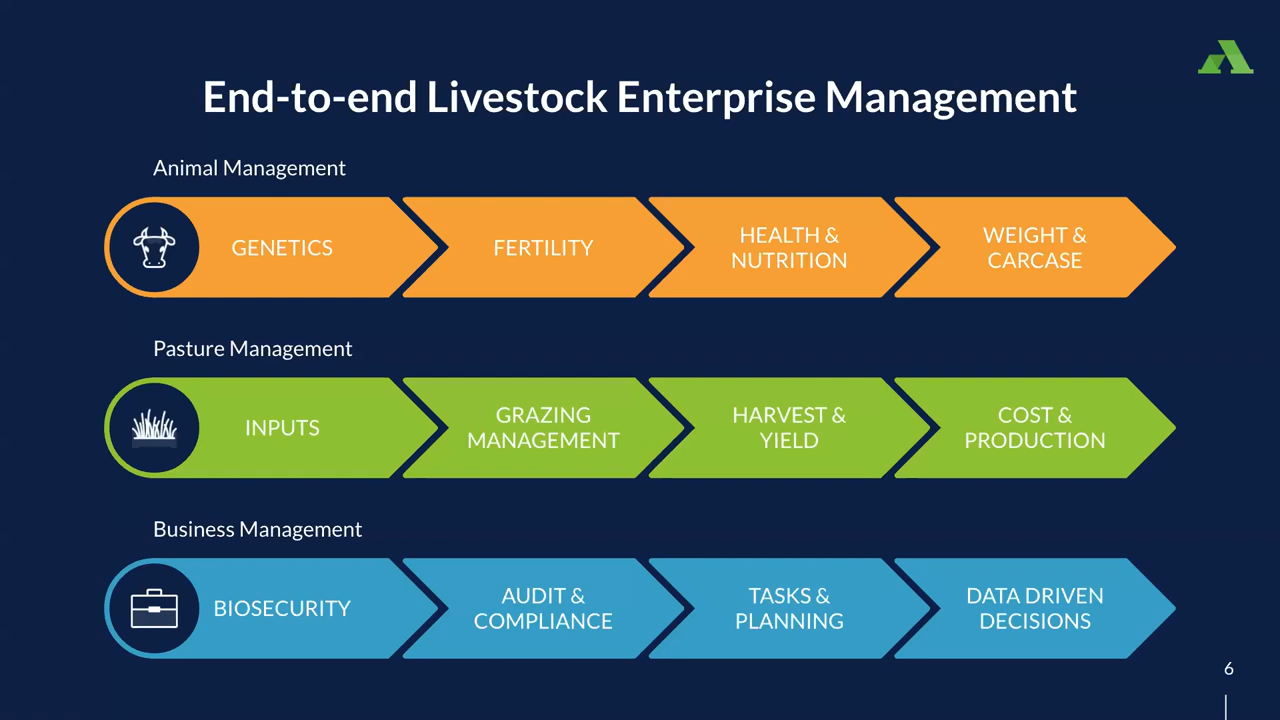 End-to-end Livestock Enterprise Management
Animal Management
GENETICS
FERTILITY
HEALTH &
NUTRITION
WEIGHT &
CARCASE
Pasture Management
INPUTS
GRAZING
MANAGEMENT
HARVEST &
YIELD
COST &
PRODUCTION
Business Management
BIOSECURITY
AUDIT &
COMPLIANCE
TASKS &
PLANNING
DATA DRIVEN
DECISIONS
6